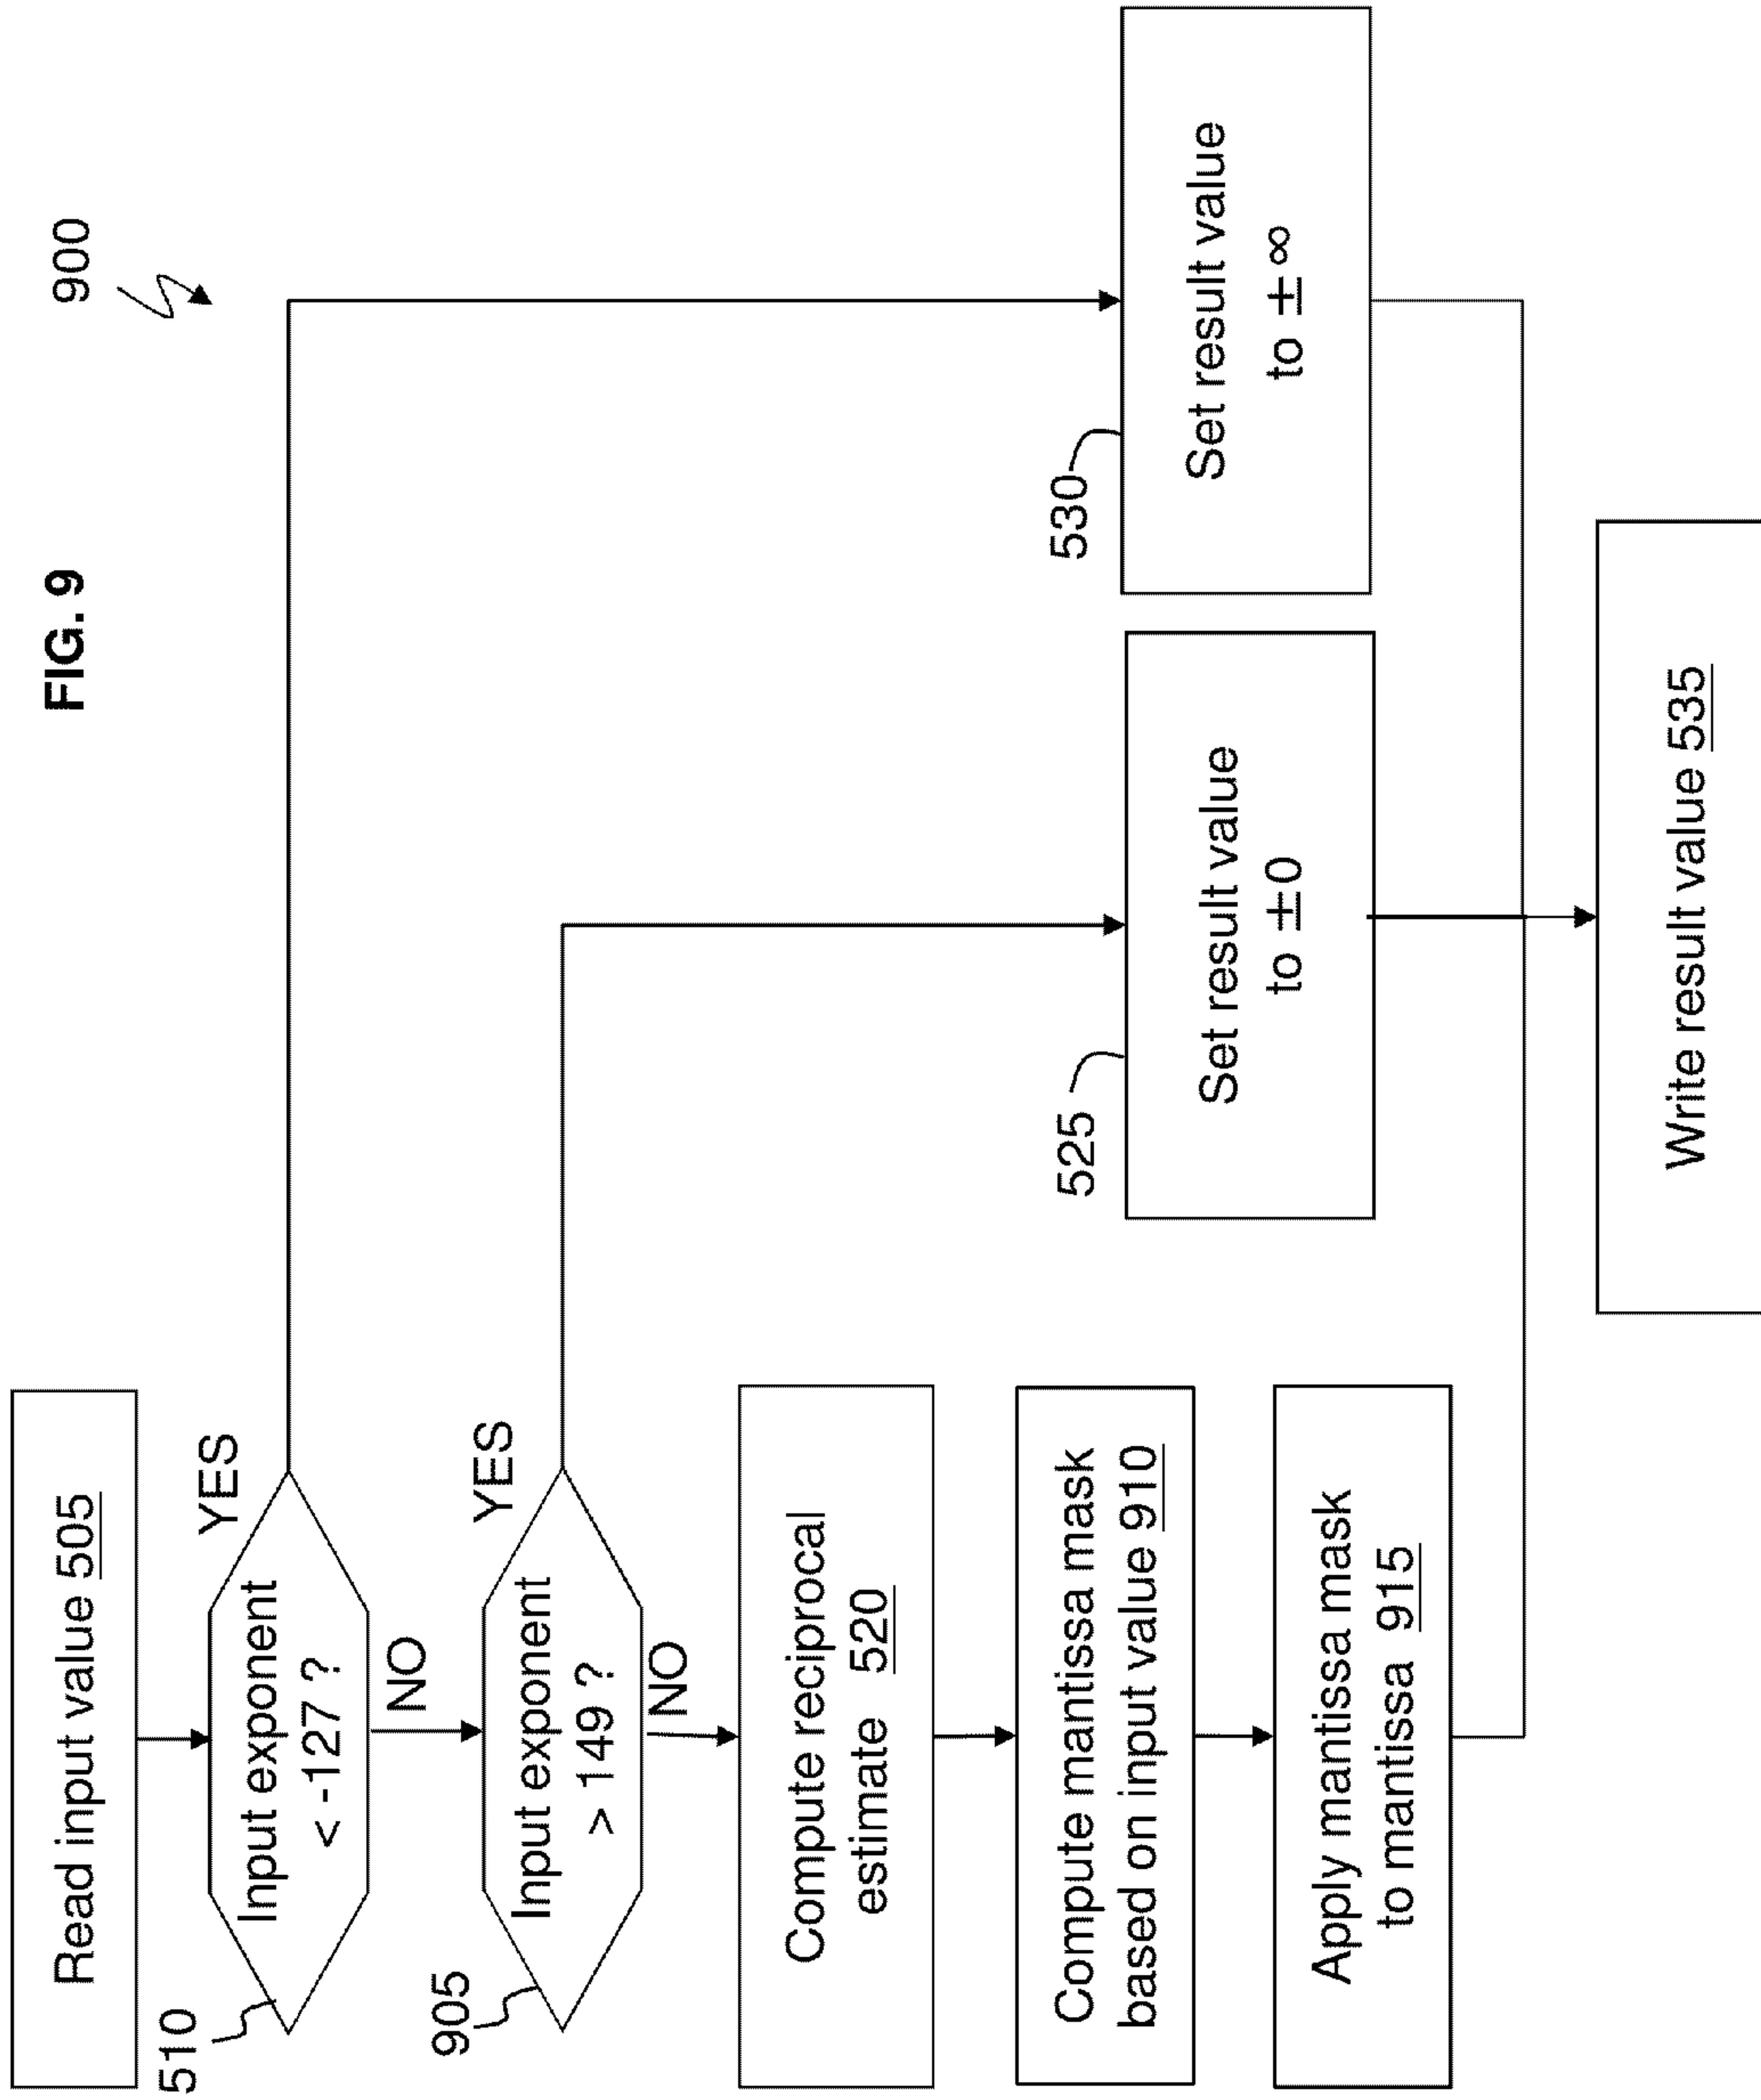 FIG. 9
900
Read input value 505
510
Input exponent
< -127 ?
YES
NO
905
Input exponent
> 149 ?
YES
NO
Compute reciprocal
estimate 520
Compute mantissa mask
based on input value 910
Apply mantissa mask
to mantissa 915
525
Set result value
to ±0
530
Set result value
to ±∞
Write result value 535